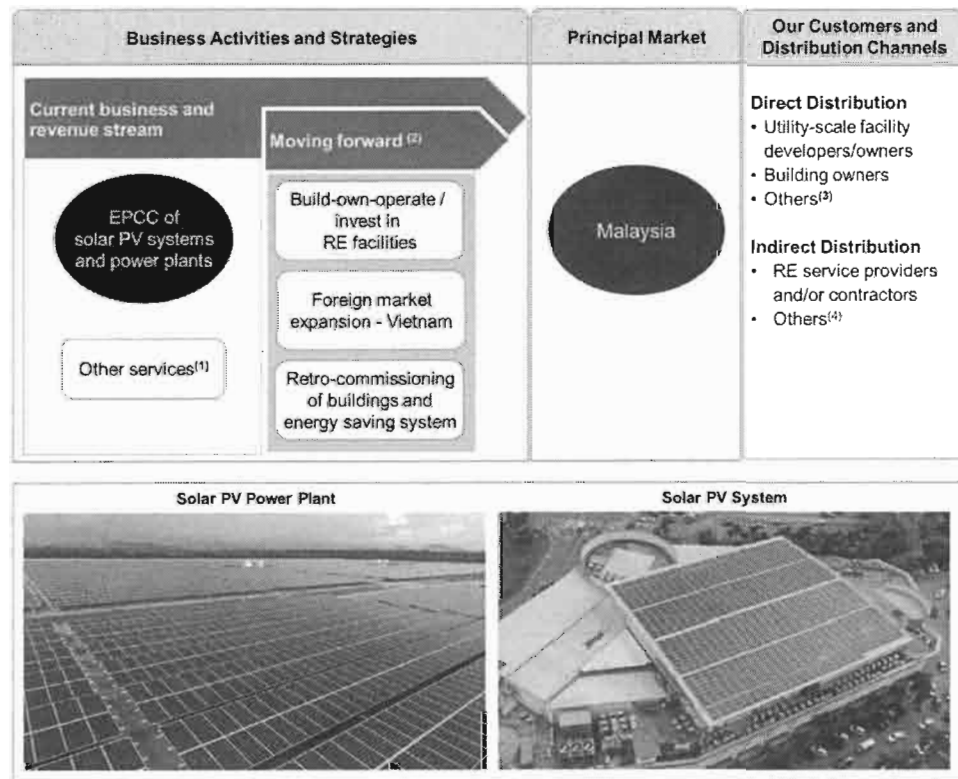 Business Activities and Strategies
Principal Market
Our Customers and
Distribution Channels
Current business and
revenue stream
Moving forward (2)
EPCC of
solar PV systems
and power plants
Other services(1)
Build-own-operate /
invest in
RE facilities
Foreign market
expansion - Vietnam
Retro-commissioning
of buildings and
energy saving system
Malaysia
Direct Distribution
• Utility-scale facility
developers/owners
• Building owners
• Others(3)
Indirect Distribution
• RE service providers
and/or contractors
• Others(4)
Solar PV Power Plant
Solar PV System